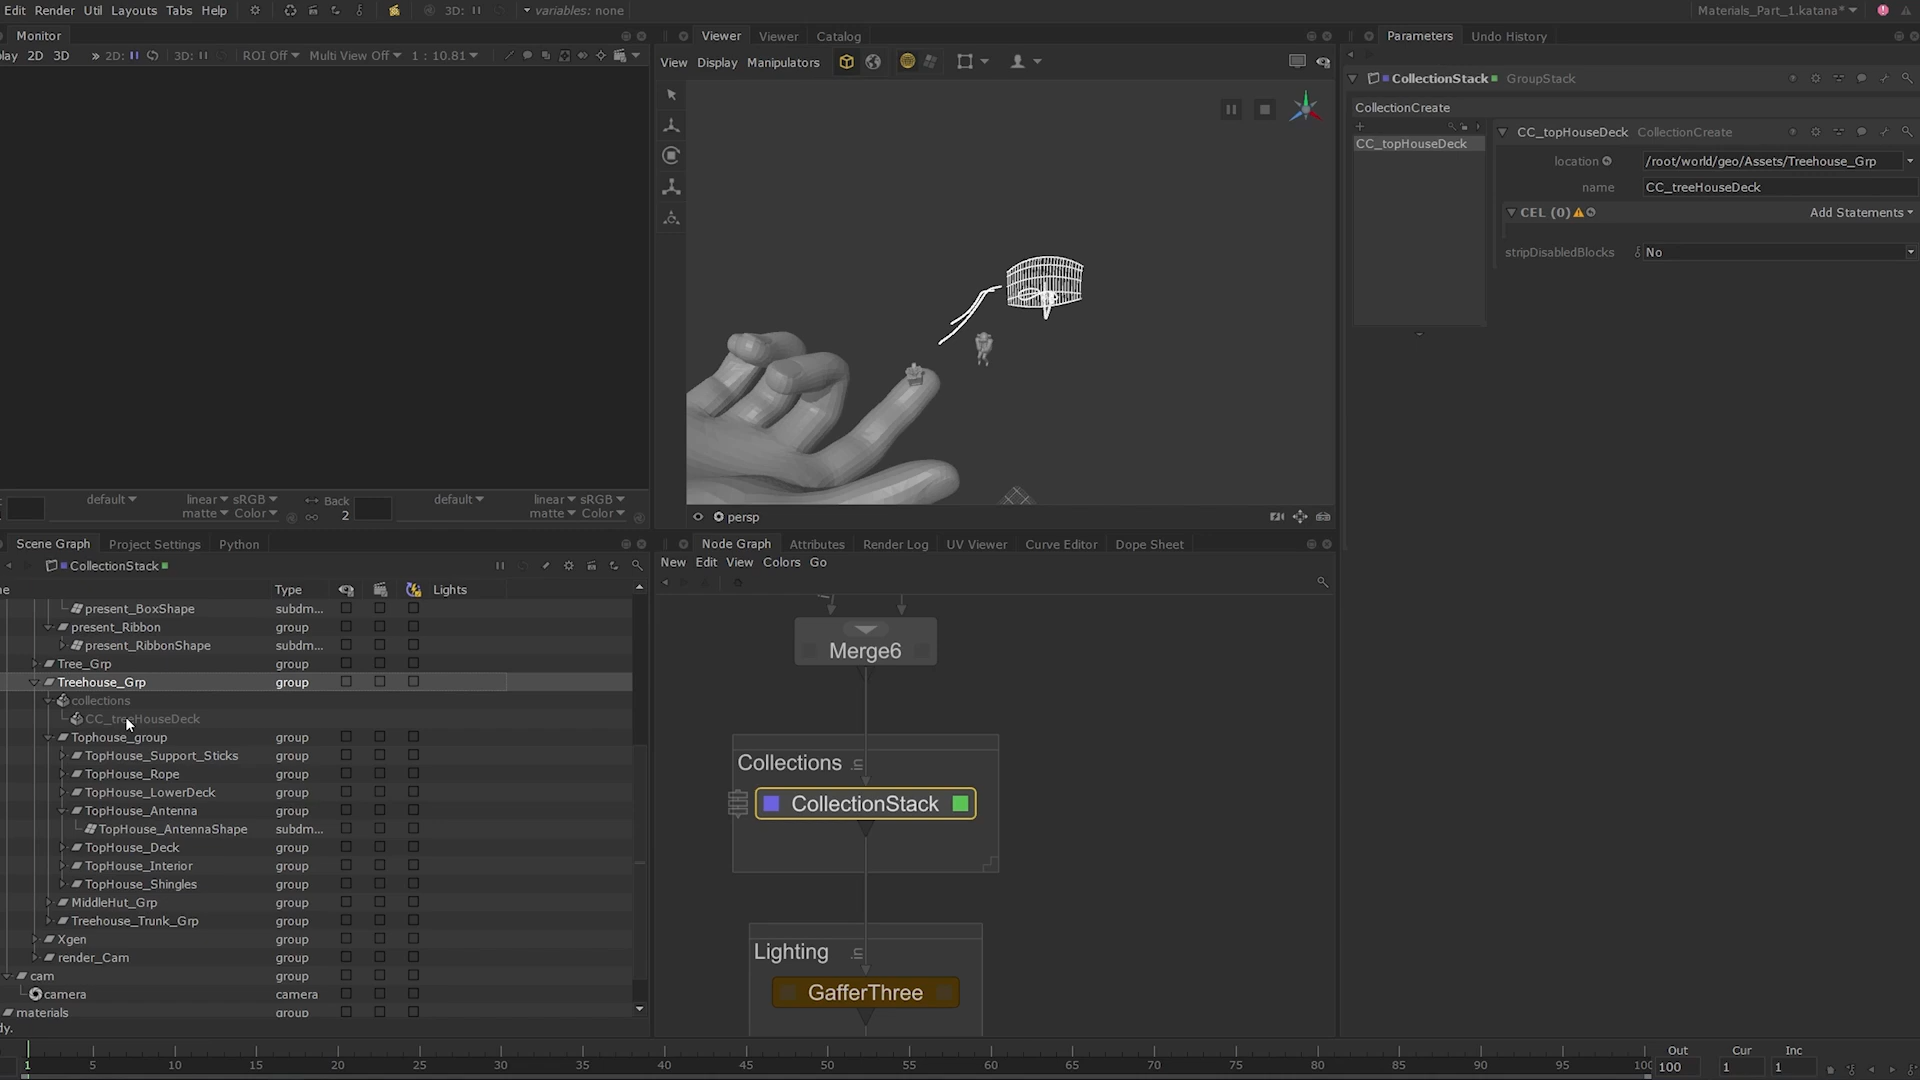 Edit Render Util Layouts Tabs Help 3D: variables: none Materials_Part_1.katana*
Monitor
play 2D 3D » 2D: 3D: ROI Off Multi View Off 1 : 10.81
default linear sRGB Back default linear sRGB
matte Color 2 matte Color
Viewer Viewer Catalog
View Display Manipulators
persp
Parameters Undo History
CollectionStack GroupStack
CollectionCreate
CC_topHouseDeck
CC_topHouseDeck CollectionCreate
location /root/world/geo/Assets/Treehouse_Grp
name CC_treeHouseDeck
CEL (0) Add Statements
stripDisabledBlocks No
Scene Graph Project Settings Python
CollectionStack
Type Lights
present_BoxShape subdm...
present_Ribbon group
present_RibbonShape subdm...
Tree_Grp group
Treehouse_Grp group
collections
CC_treeHouseDeck
Tophouse_group group
TopHouse_Support_Sticks group
TopHouse_Rope group
TopHouse_LowerDeck group
TopHouse_Antenna group
TopHouse_AntennaShape subdm...
TopHouse_Deck group
TopHouse_Interior group
TopHouse_Shingles group
MiddleHut_Grp group
Treehouse_Trunk_Grp group
Xgen group
render_Cam group
cam group
camera camera
materials group
Node Graph Attributes Render Log UV Viewer Curve Editor Dope Sheet
New Edit View Colors Go
Merge6
Collections
CollectionStack
Lighting
GafferThree
1 5 10 15 20 25 30 35 40 45 50 55 60 65 70 75 80 85 90 95 100
Out Cur Inc
100 1 1